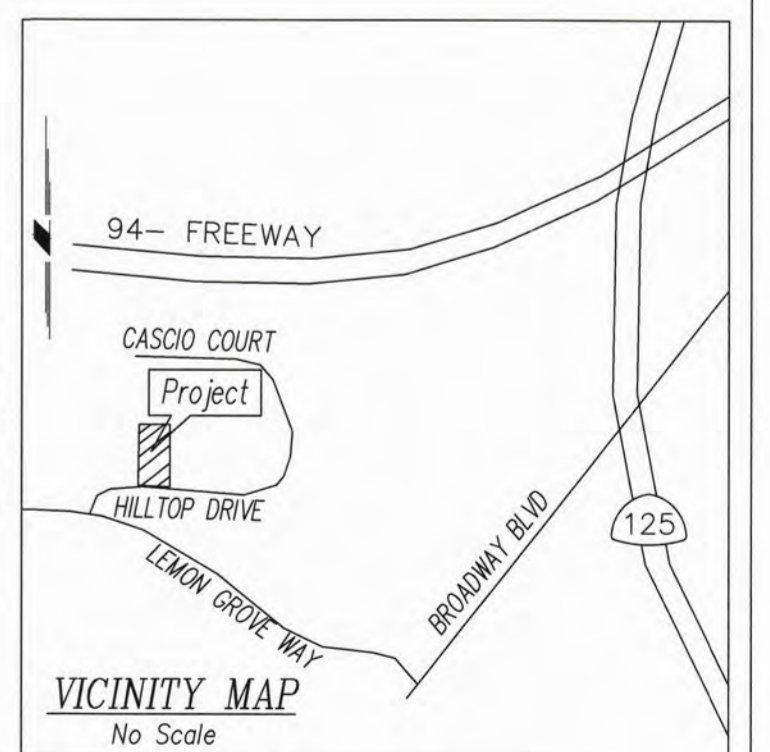 94- FREEWAY
CASCIO COURT
Project
HILLTOP DRIVE
LEMON GROVE WAY
BROADWAY BLVD
125
VICINITY MAP
No Scale